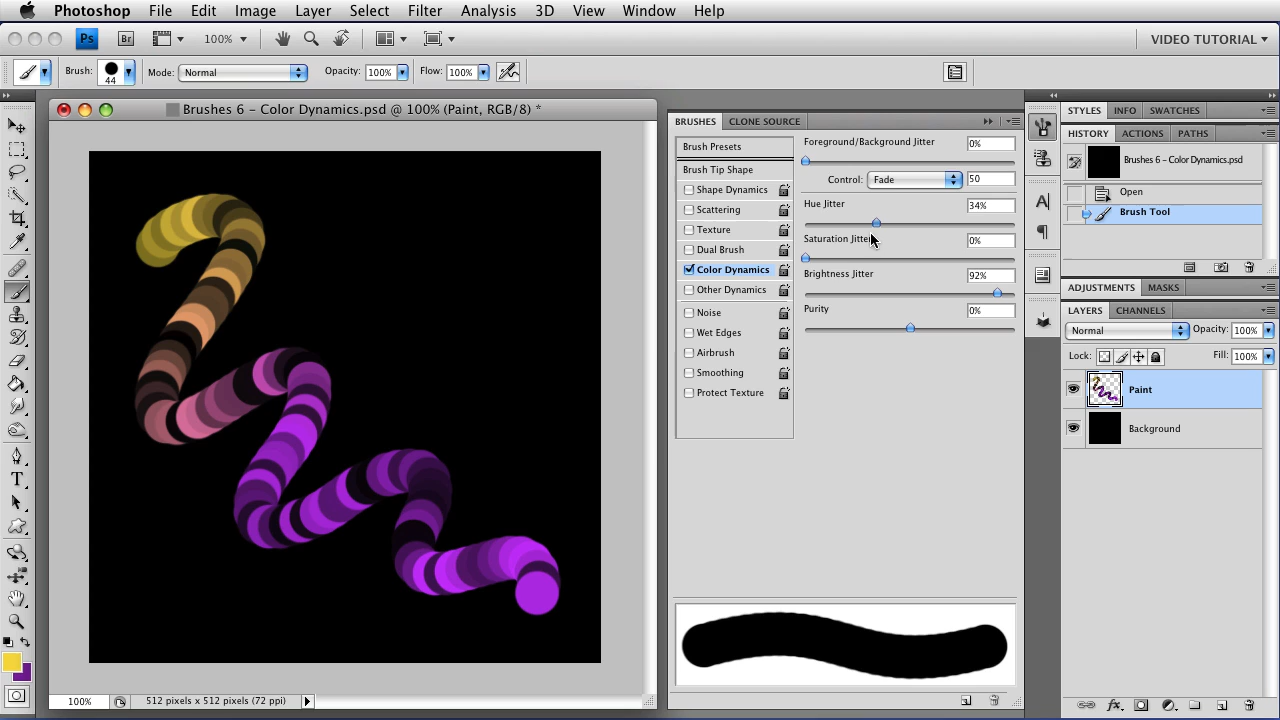 Photoshop File Edit Image Layer Select Filter Analysis 3D View Window Help
Ps Br 100% VIDEO TUTORIAL
Brush: 44 Mode: Normal Opacity: 100% Flow: 100%
Brushes 6 – Color Dynamics.psd @ 100% (Paint, RGB/8) *
BRUSHES CLONE SOURCE
Brush Presets
Brush Tip Shape
Shape Dynamics
Scattering
Texture
Dual Brush
Color Dynamics
Other Dynamics
Noise
Wet Edges
Airbrush
Smoothing
Protect Texture
Foreground/Background Jitter 0%
Control: Fade 50
Hue Jitter 34%
Saturation Jitter 0%
Brightness Jitter 92%
Purity 0%
STYLES INFO SWATCHES
HISTORY ACTIONS PATHS
Brushes 6 – Color Dynamics.psd
Open
Brush Tool
ADJUSTMENTS MASKS
LAYERS CHANNELS
Normal Opacity: 100%
Lock: Fill: 100%
Paint
Background
100% 512 pixels x 512 pixels (72 ppi)